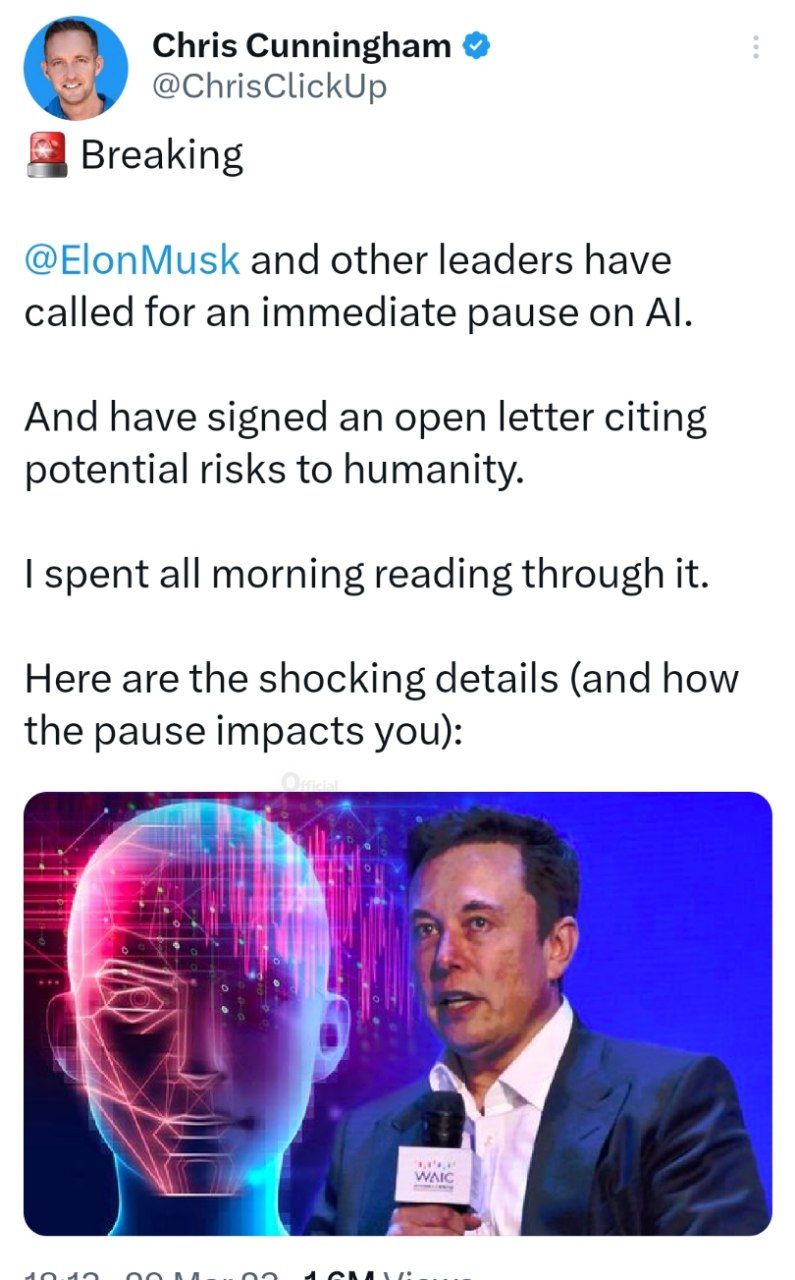 Chris Cunningham
@ChrisClickUp
🚨 Breaking
@ElonMusk and other leaders have
called for an immediate pause on AI.
And have signed an open letter citing
potential risks to humanity.
I spent all morning reading through it.
Here are the shocking details (and how
the pause impacts you):
Official
WAIC